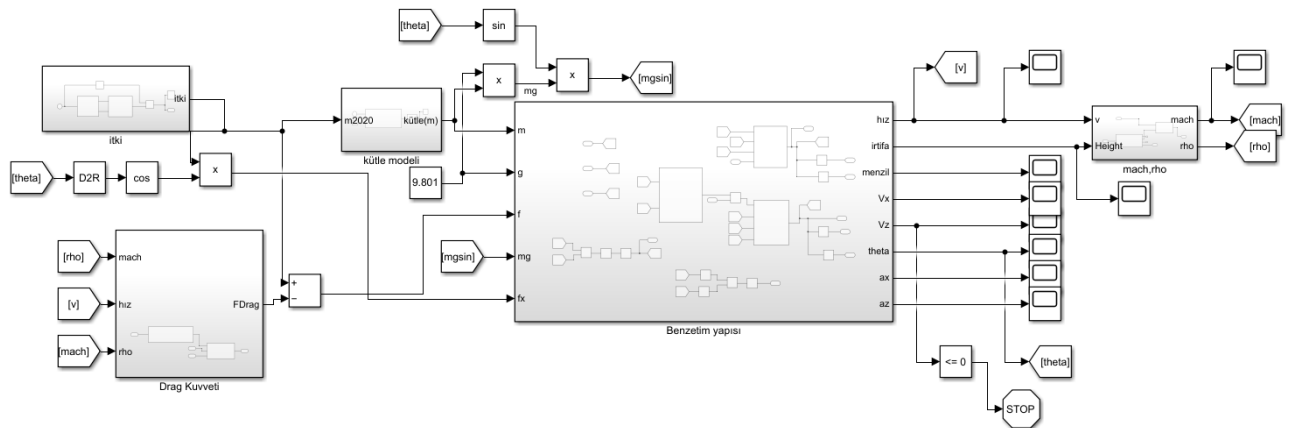 [theta]
sin
x
x
mg
[mgsin]
[v]
itki
itki
m2020
kütle(m)
kütle modeli
9.801
[theta]
D2R
cos
x
[rho]
[v]
[mach]
mach
hız
rho
FDrag
Drag Kuvveti
+
−
[mgsin]
m
g
f
mg
fx
hız
irtifa
menzil
Vx
Vz
theta
ax
az
Benzetim yapısı
v
Height
mach
rho
mach,rho
[mach]
[rho]
<= 0
[theta]
STOP